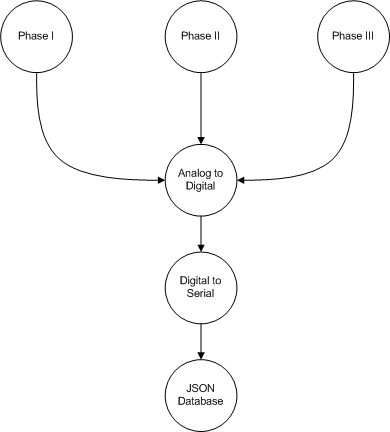 Phase I
Phase II
Phase III
Analog to
Digital
Digital to
Serial
JSON
Database